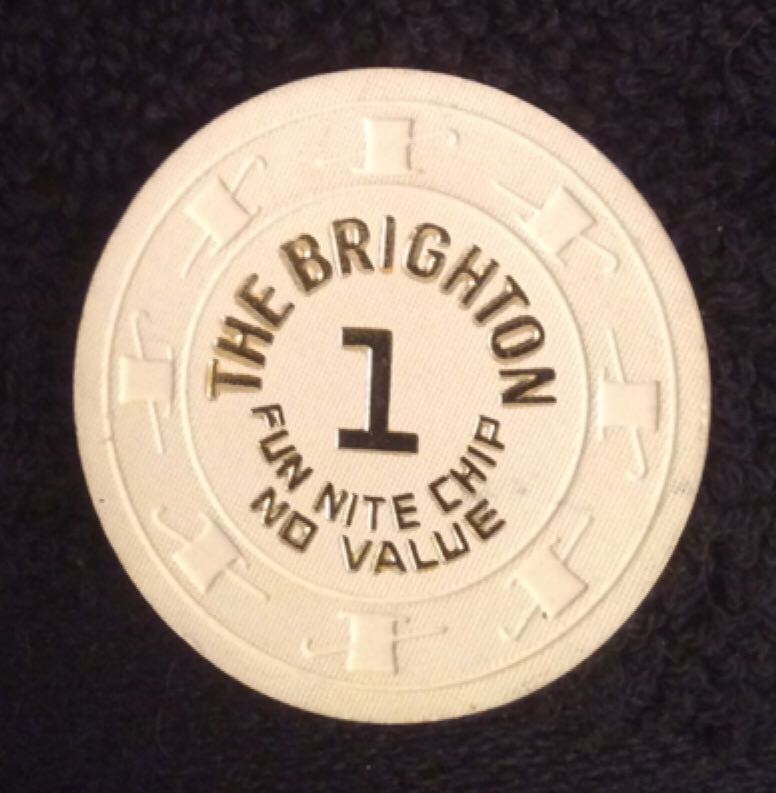 THE BRIGHTON
1
FUN NITE CHIP
NO VALUE